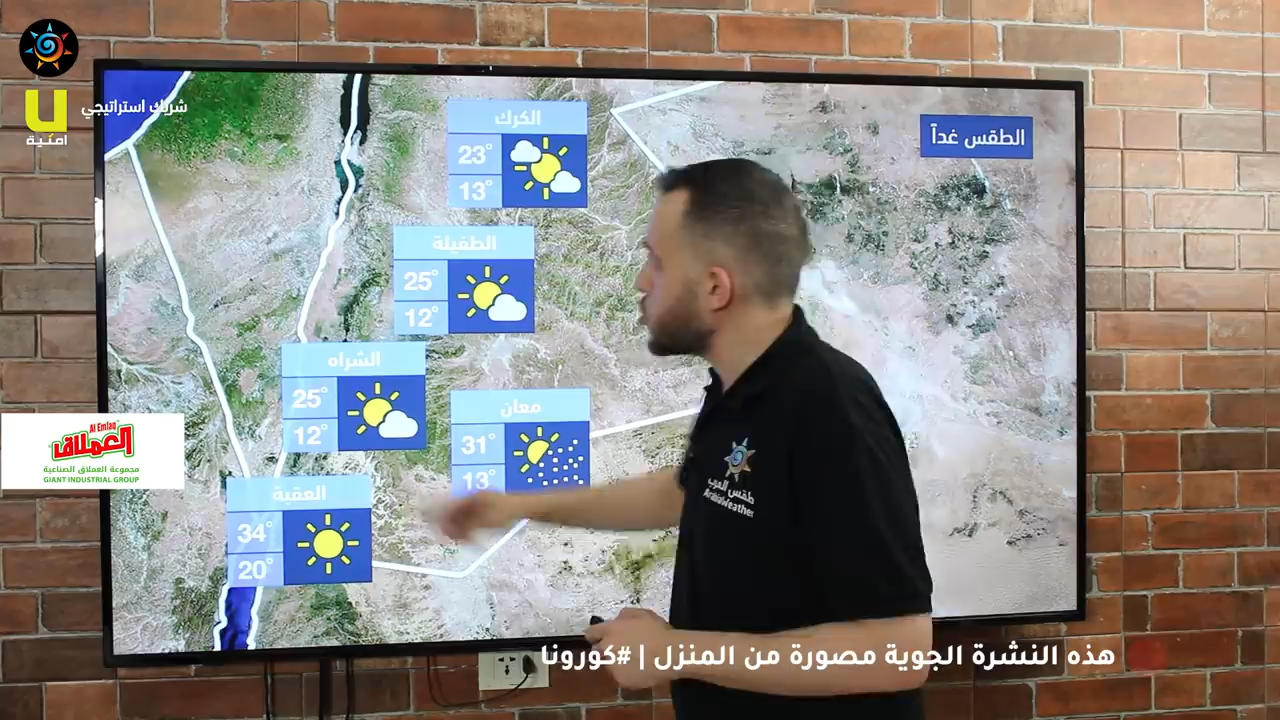 شريك استراتيجي
امنية
الطقس غداً
الكرك
23°
13°
الطفيلة
25°
12°
الشراه
25°
12°
معان
31°
13°
العقبة
34°
20°
Al Emlaq
العملاق
مجموعة العملاق الصناعية
GIANT INDUSTRIAL GROUP
طقس العرب
ArabiaWeather
هذه النشرة الجوية مصورة من المنزل | #كورونا